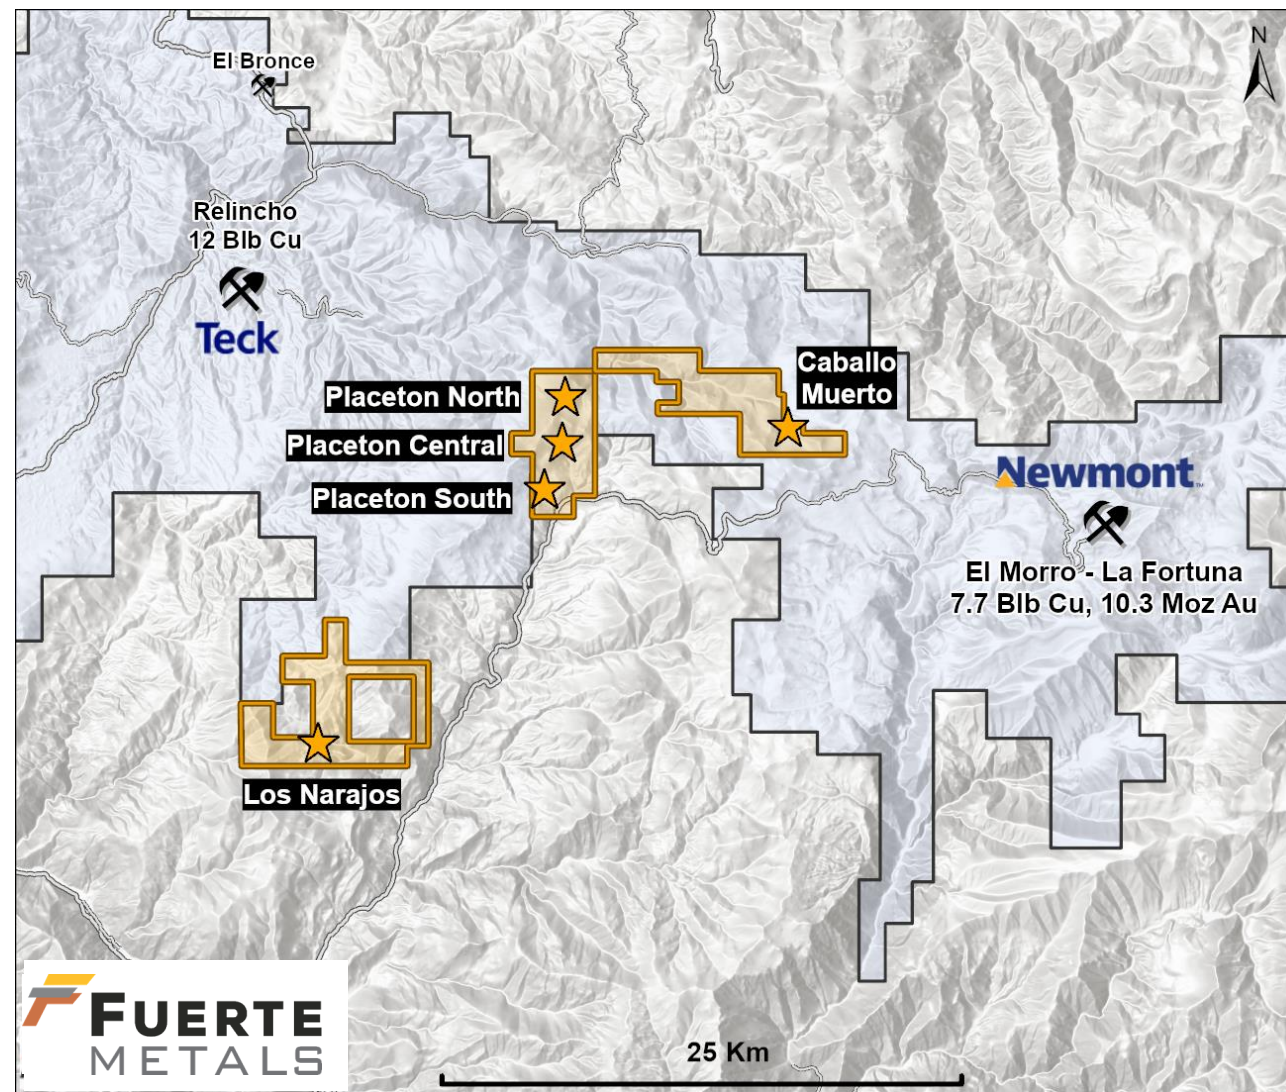 N
El Bronce
Relincho
12 Blb Cu
Teck
Caballo
Muerto
Placeton North
Placeton Central
Placeton South
Newmont™
El Morro - La Fortuna
7.7 Blb Cu, 10.3 Moz Au
Los Narajos
FUERTE
METALS
25 Km